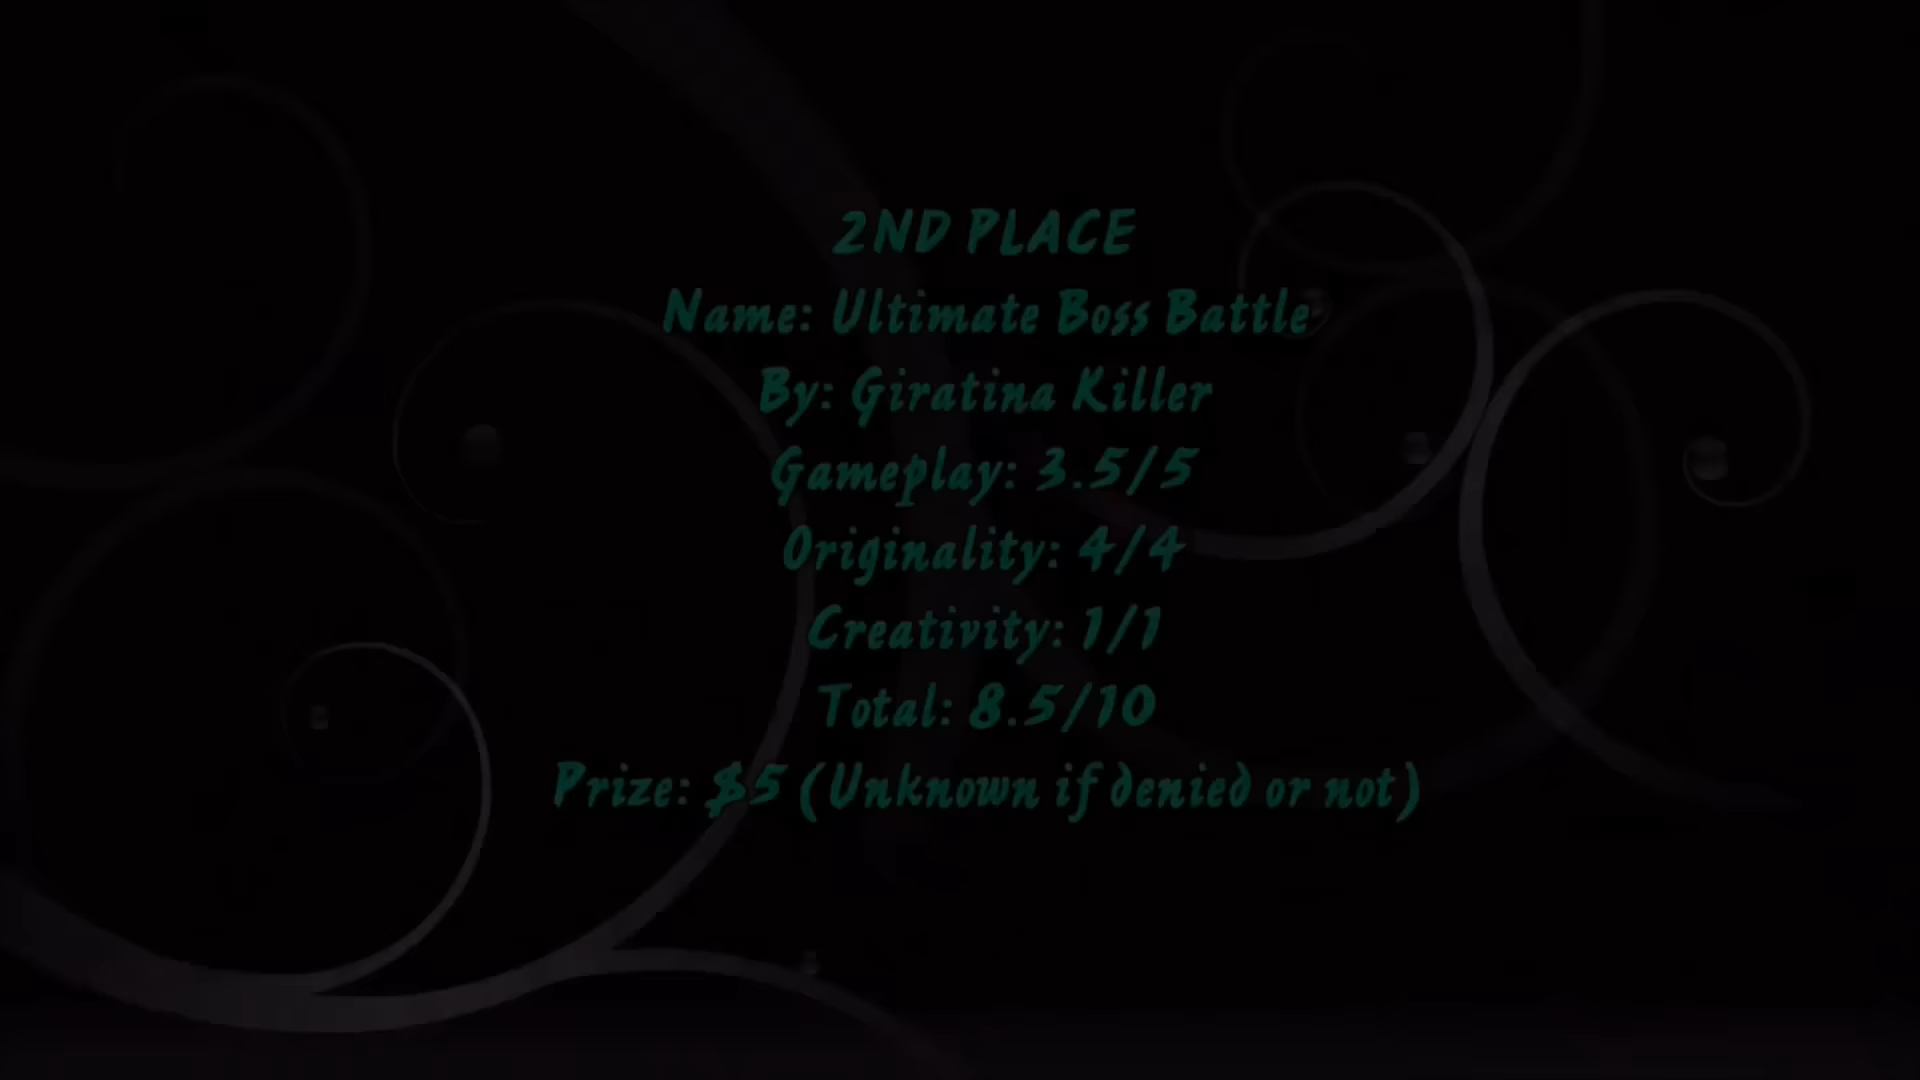 2ND PLACE
Name: Ultimate Boss Battle
By: Giratina Killer
Gameplay: 3.5/5
Originality: 4/4
Creativity: 1/1
Total: 8.5/10
Prize: $5 (Unknown if denied or not)